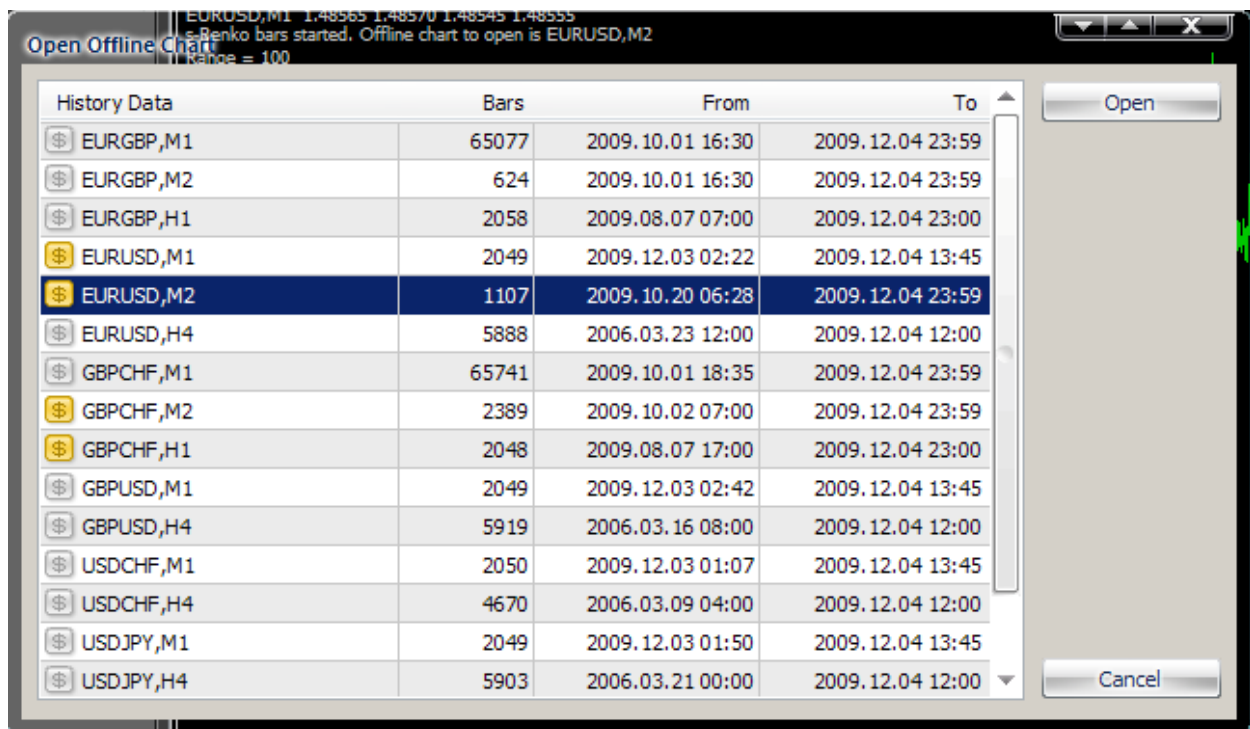 EURUSD,M1 1.48565 1.48570 1.48545 1.48555
s-Renko bars started. Offline chart to open is EURUSD,M2
Open Offline Chart
Range = 100
X
History Data Bars From To
Open
EURGBP,M1 65077 2009.10.01 16:30 2009.12.04 23:59
EURGBP,M2 624 2009.10.01 16:30 2009.12.04 23:59
EURGBP,H1 2058 2009.08.07 07:00 2009.12.04 23:00
EURUSD,M1 2049 2009.12.03 02:22 2009.12.04 13:45
EURUSD,M2 1107 2009.10.20 06:28 2009.12.04 23:59
EURUSD,H4 5888 2006.03.23 12:00 2009.12.04 12:00
GBPCHF,M1 65741 2009.10.01 18:35 2009.12.04 23:59
GBPCHF,M2 2389 2009.10.02 07:00 2009.12.04 23:59
GBPCHF,H1 2048 2009.08.07 17:00 2009.12.04 23:00
GBPUSD,M1 2049 2009.12.03 02:42 2009.12.04 13:45
GBPUSD,H4 5919 2006.03.16 08:00 2009.12.04 12:00
USDCHF,M1 2050 2009.12.03 01:07 2009.12.04 13:45
USDCHF,H4 4670 2006.03.09 04:00 2009.12.04 12:00
USDJPY,M1 2049 2009.12.03 01:50 2009.12.04 13:45
USDJPY,H4 5903 2006.03.21 00:00 2009.12.04 12:00
Cancel